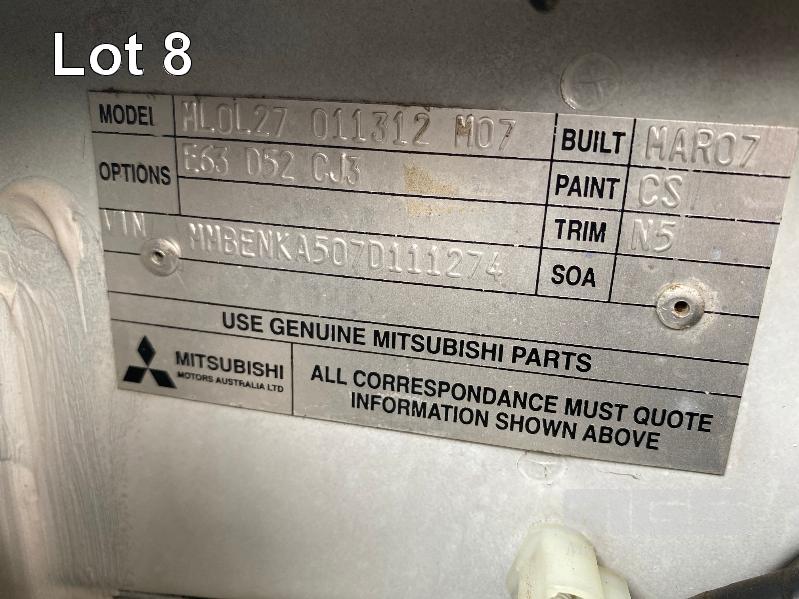 Lot 8
MODEL ML0L27 011312 M07 BUILT MAR07
OPTIONS E63 D52 CJ3 PAINT CS
TRIM N5
VIN MMBENKA507D111274 SOA
USE GENUINE MITSUBISHI PARTS
MITSUBISHI
MOTORS AUSTRALIA LTD
ALL CORRESPONDANCE MUST QUOTE
INFORMATION SHOWN ABOVE